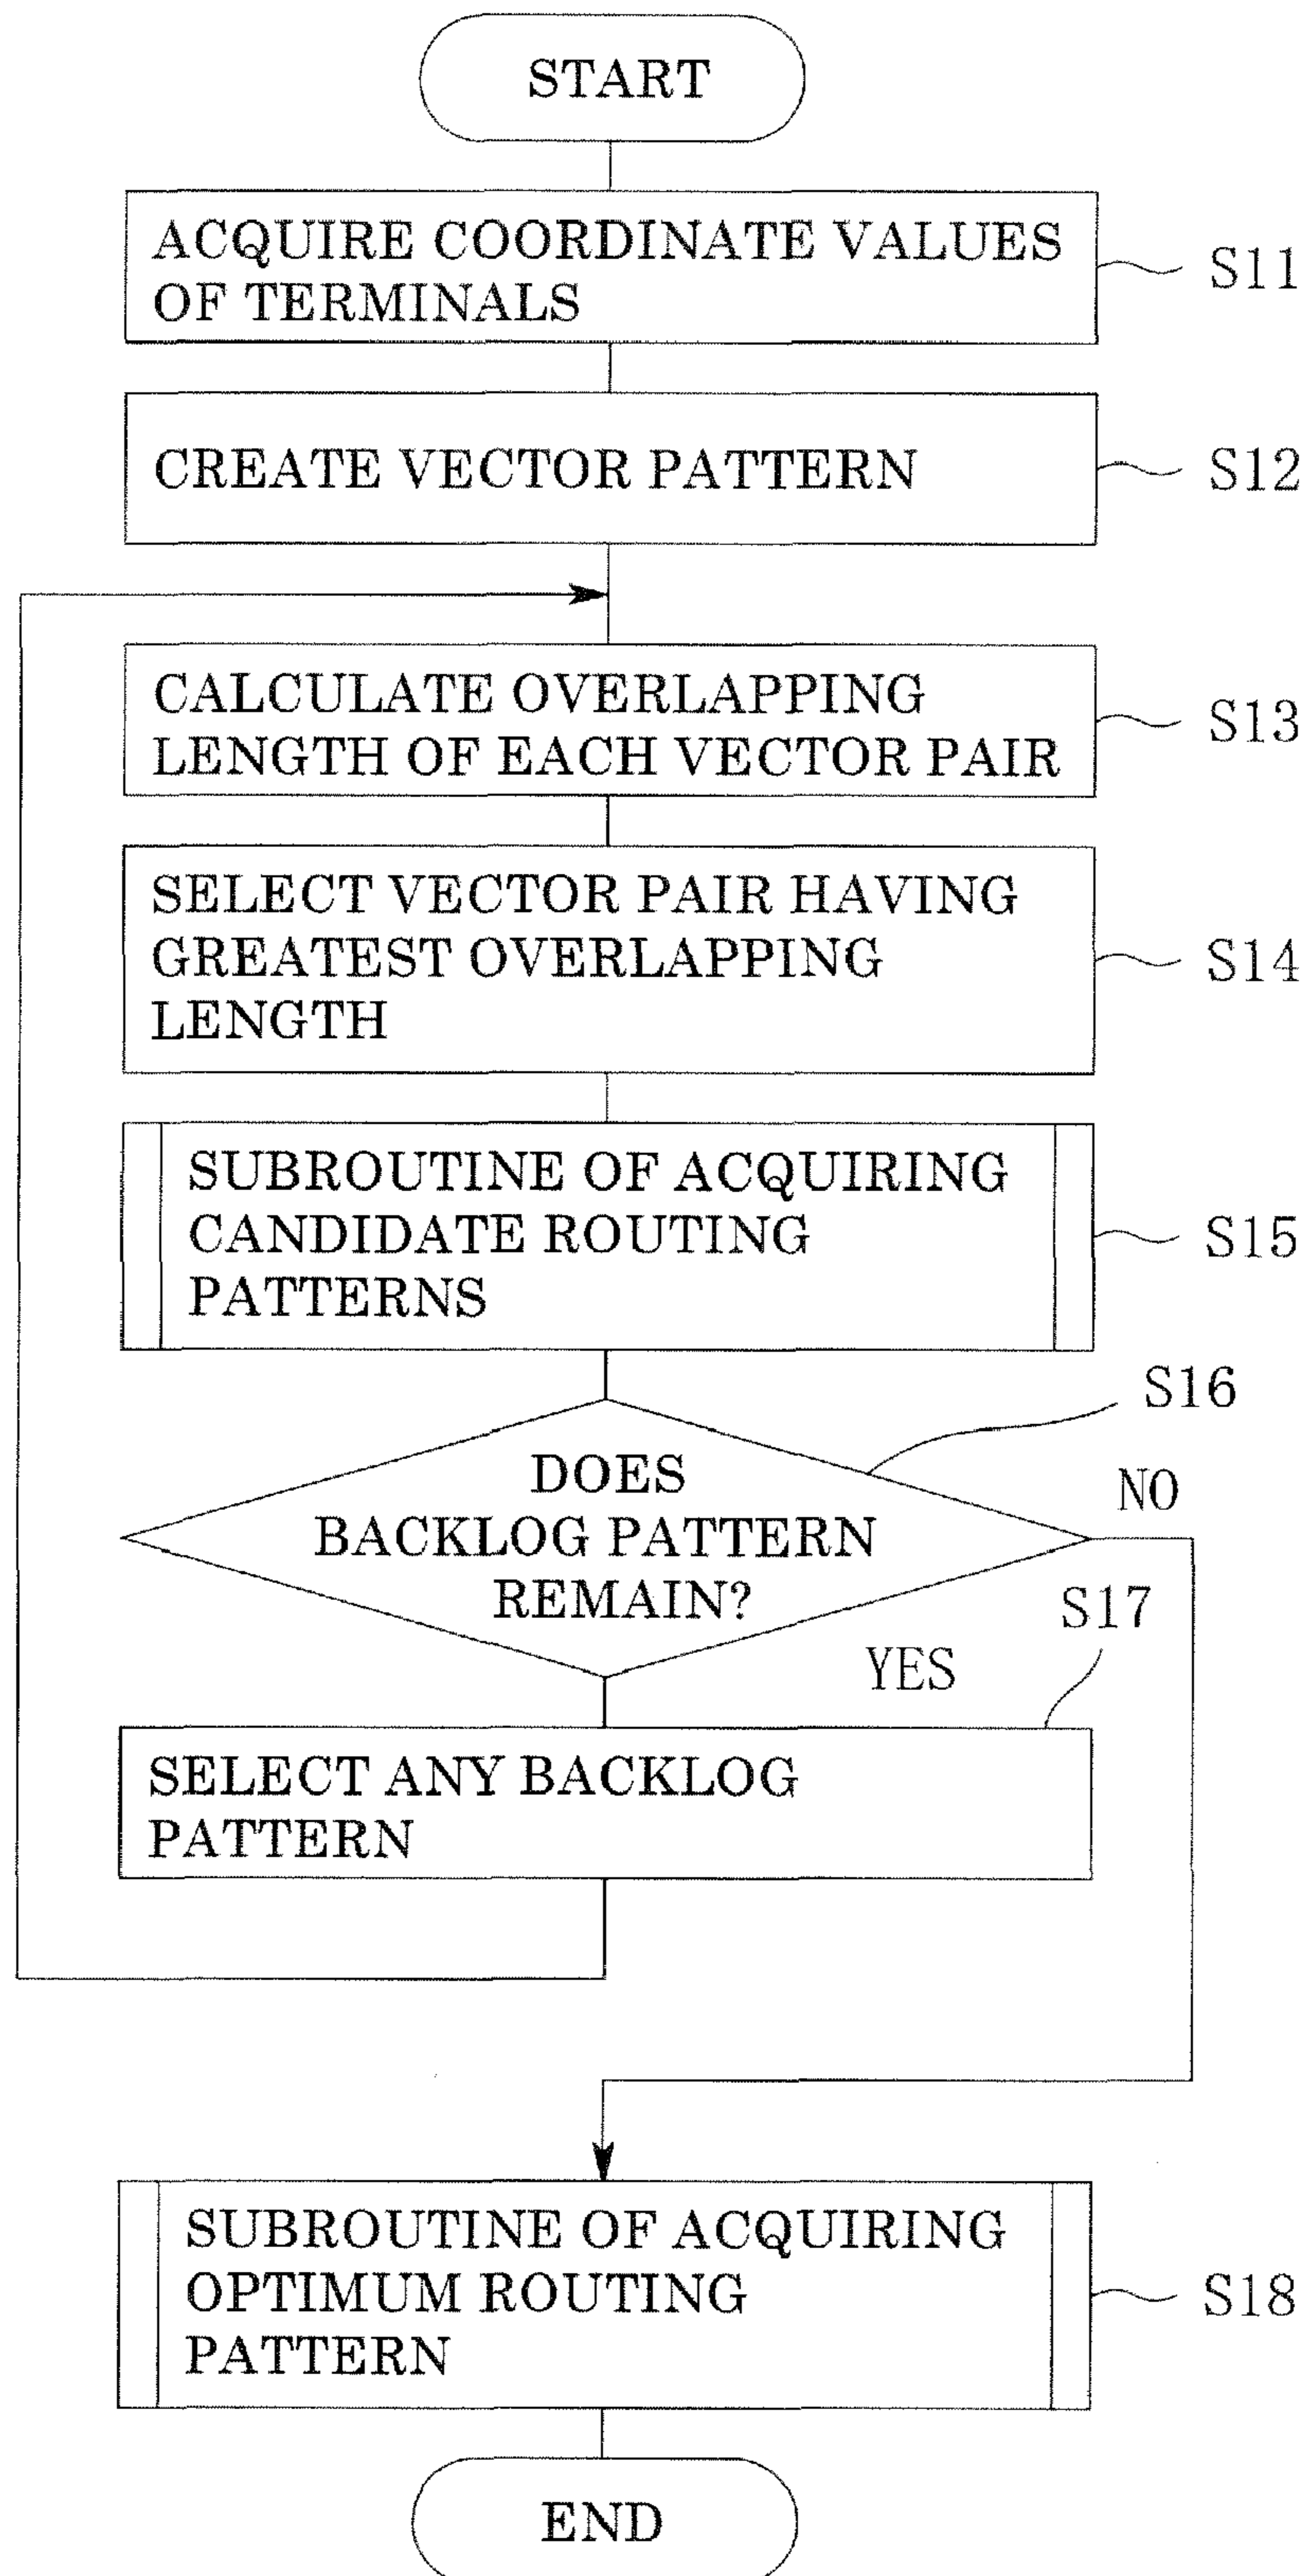 START
ACQUIRE COORDINATE VALUES
OF TERMINALS
S11
CREATE VECTOR PATTERN
S12
CALCULATE OVERLAPPING
LENGTH OF EACH VECTOR PAIR
S13
SELECT VECTOR PAIR HAVING
GREATEST OVERLAPPING
LENGTH
S14
SUBROUTINE OF ACQUIRING
CANDIDATE ROUTING
PATTERNS
S15
S16
DOES
BACKLOG PATTERN
REMAIN?
NO
YES
S17
SELECT ANY BACKLOG
PATTERN
SUBROUTINE OF ACQUIRING
OPTIMUM ROUTING
PATTERN
S18
END